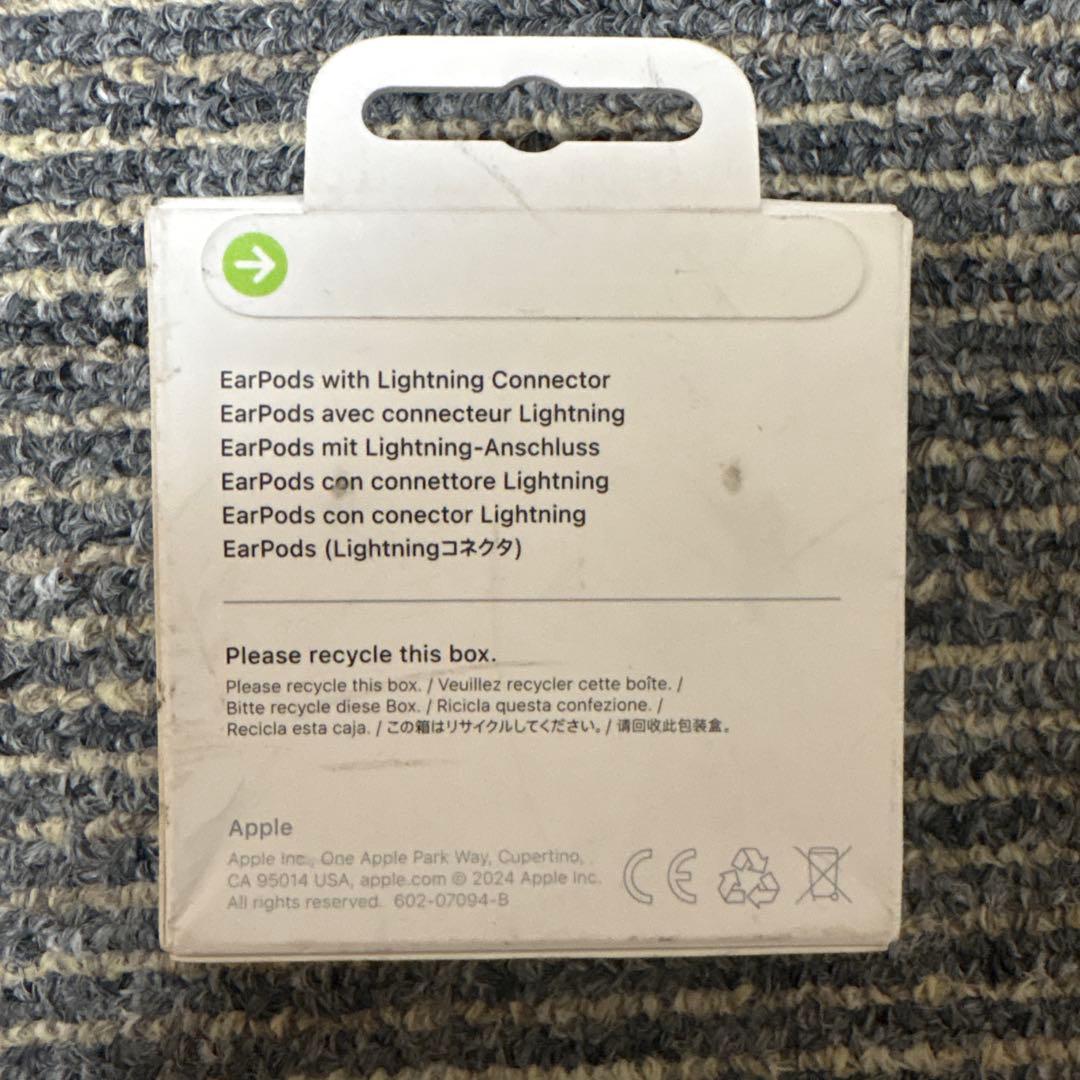 EarPods with Lightning Connector
EarPods avec connecteur Lightning
EarPods mit Lightning-Anschluss
EarPods con connettore Lightning
EarPods con conector Lightning
EarPods (Lightningコネクタ)
Please recycle this box.
Please recycle this box. / Veuillez recycler cette boîte. /
Bitte recycle diese Box. / Ricicla questa confezione. /
Recicla esta caja. / この箱はリサイクルしてください。/ 请回收此包装盒。
Apple
Apple Inc., One Apple Park Way, Cupertino,
CA 95014 USA, apple.com © 2024 Apple Inc.
All rights reserved. 602-07094-B
CE